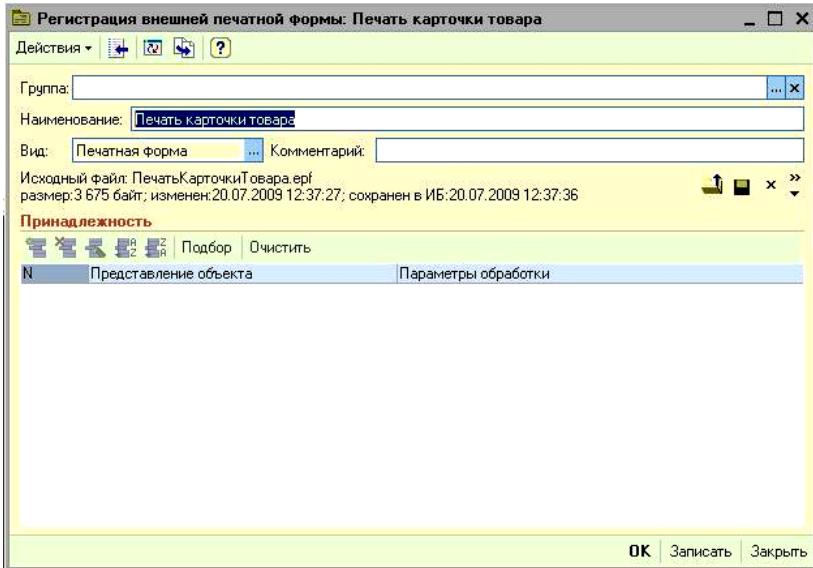 Регистрация внешней печатной формы: Печать карточки товара
Действия
Группа:
Наименование: Печать карточки товара
Вид: Печатная форма ... Комментарий:
Исходный файл: ПечатьКарточкиТовара.epf
размер:3 675 байт; изменен:20.07.2009 12:37:27; сохранен в ИБ:20.07.2009 12:37:36
Принадлежность
Подбор Очистить
N Представление объекта Параметры обработки
OK Записать Закрыть